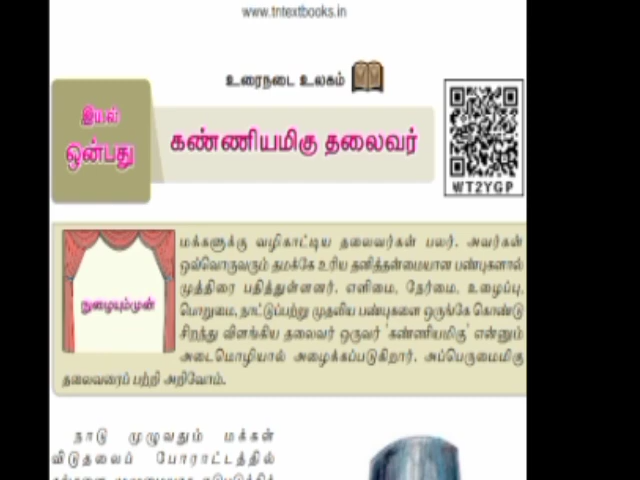 www.tntextbooks.in
உரைநடை உலகம்
இயல்
ஒன்பது
கண்ணியமிகு தலைவர்
WT2YGP
நுழையும்முன்
மக்களுக்கு வழிகாட்டிய தலைவர்கள் பலர். அவர்கள்
ஒவ்வொருவரும் தமக்கே உரிய தனித்தன்மையான பண்புகளால்
முத்திரை பதித்துள்ளனர். எளிமை, நேர்மை, உழைப்பு,
பொறுமை, நாட்டுப்பற்று முதலிய பண்புகளை ஒருங்கே கொண்டு
சிறந்து விளங்கிய தலைவர் ஒருவர் 'கண்ணியமிகு' என்னும்
அடைமொழியால் அழைக்கப்படுகிறார். அப்பெருமைமிகு
தலைவரைப் பற்றி அறிவோம்.
நாடு முழுவதும் மக்கள்
விடுதலைப் போராட்டத்தில்